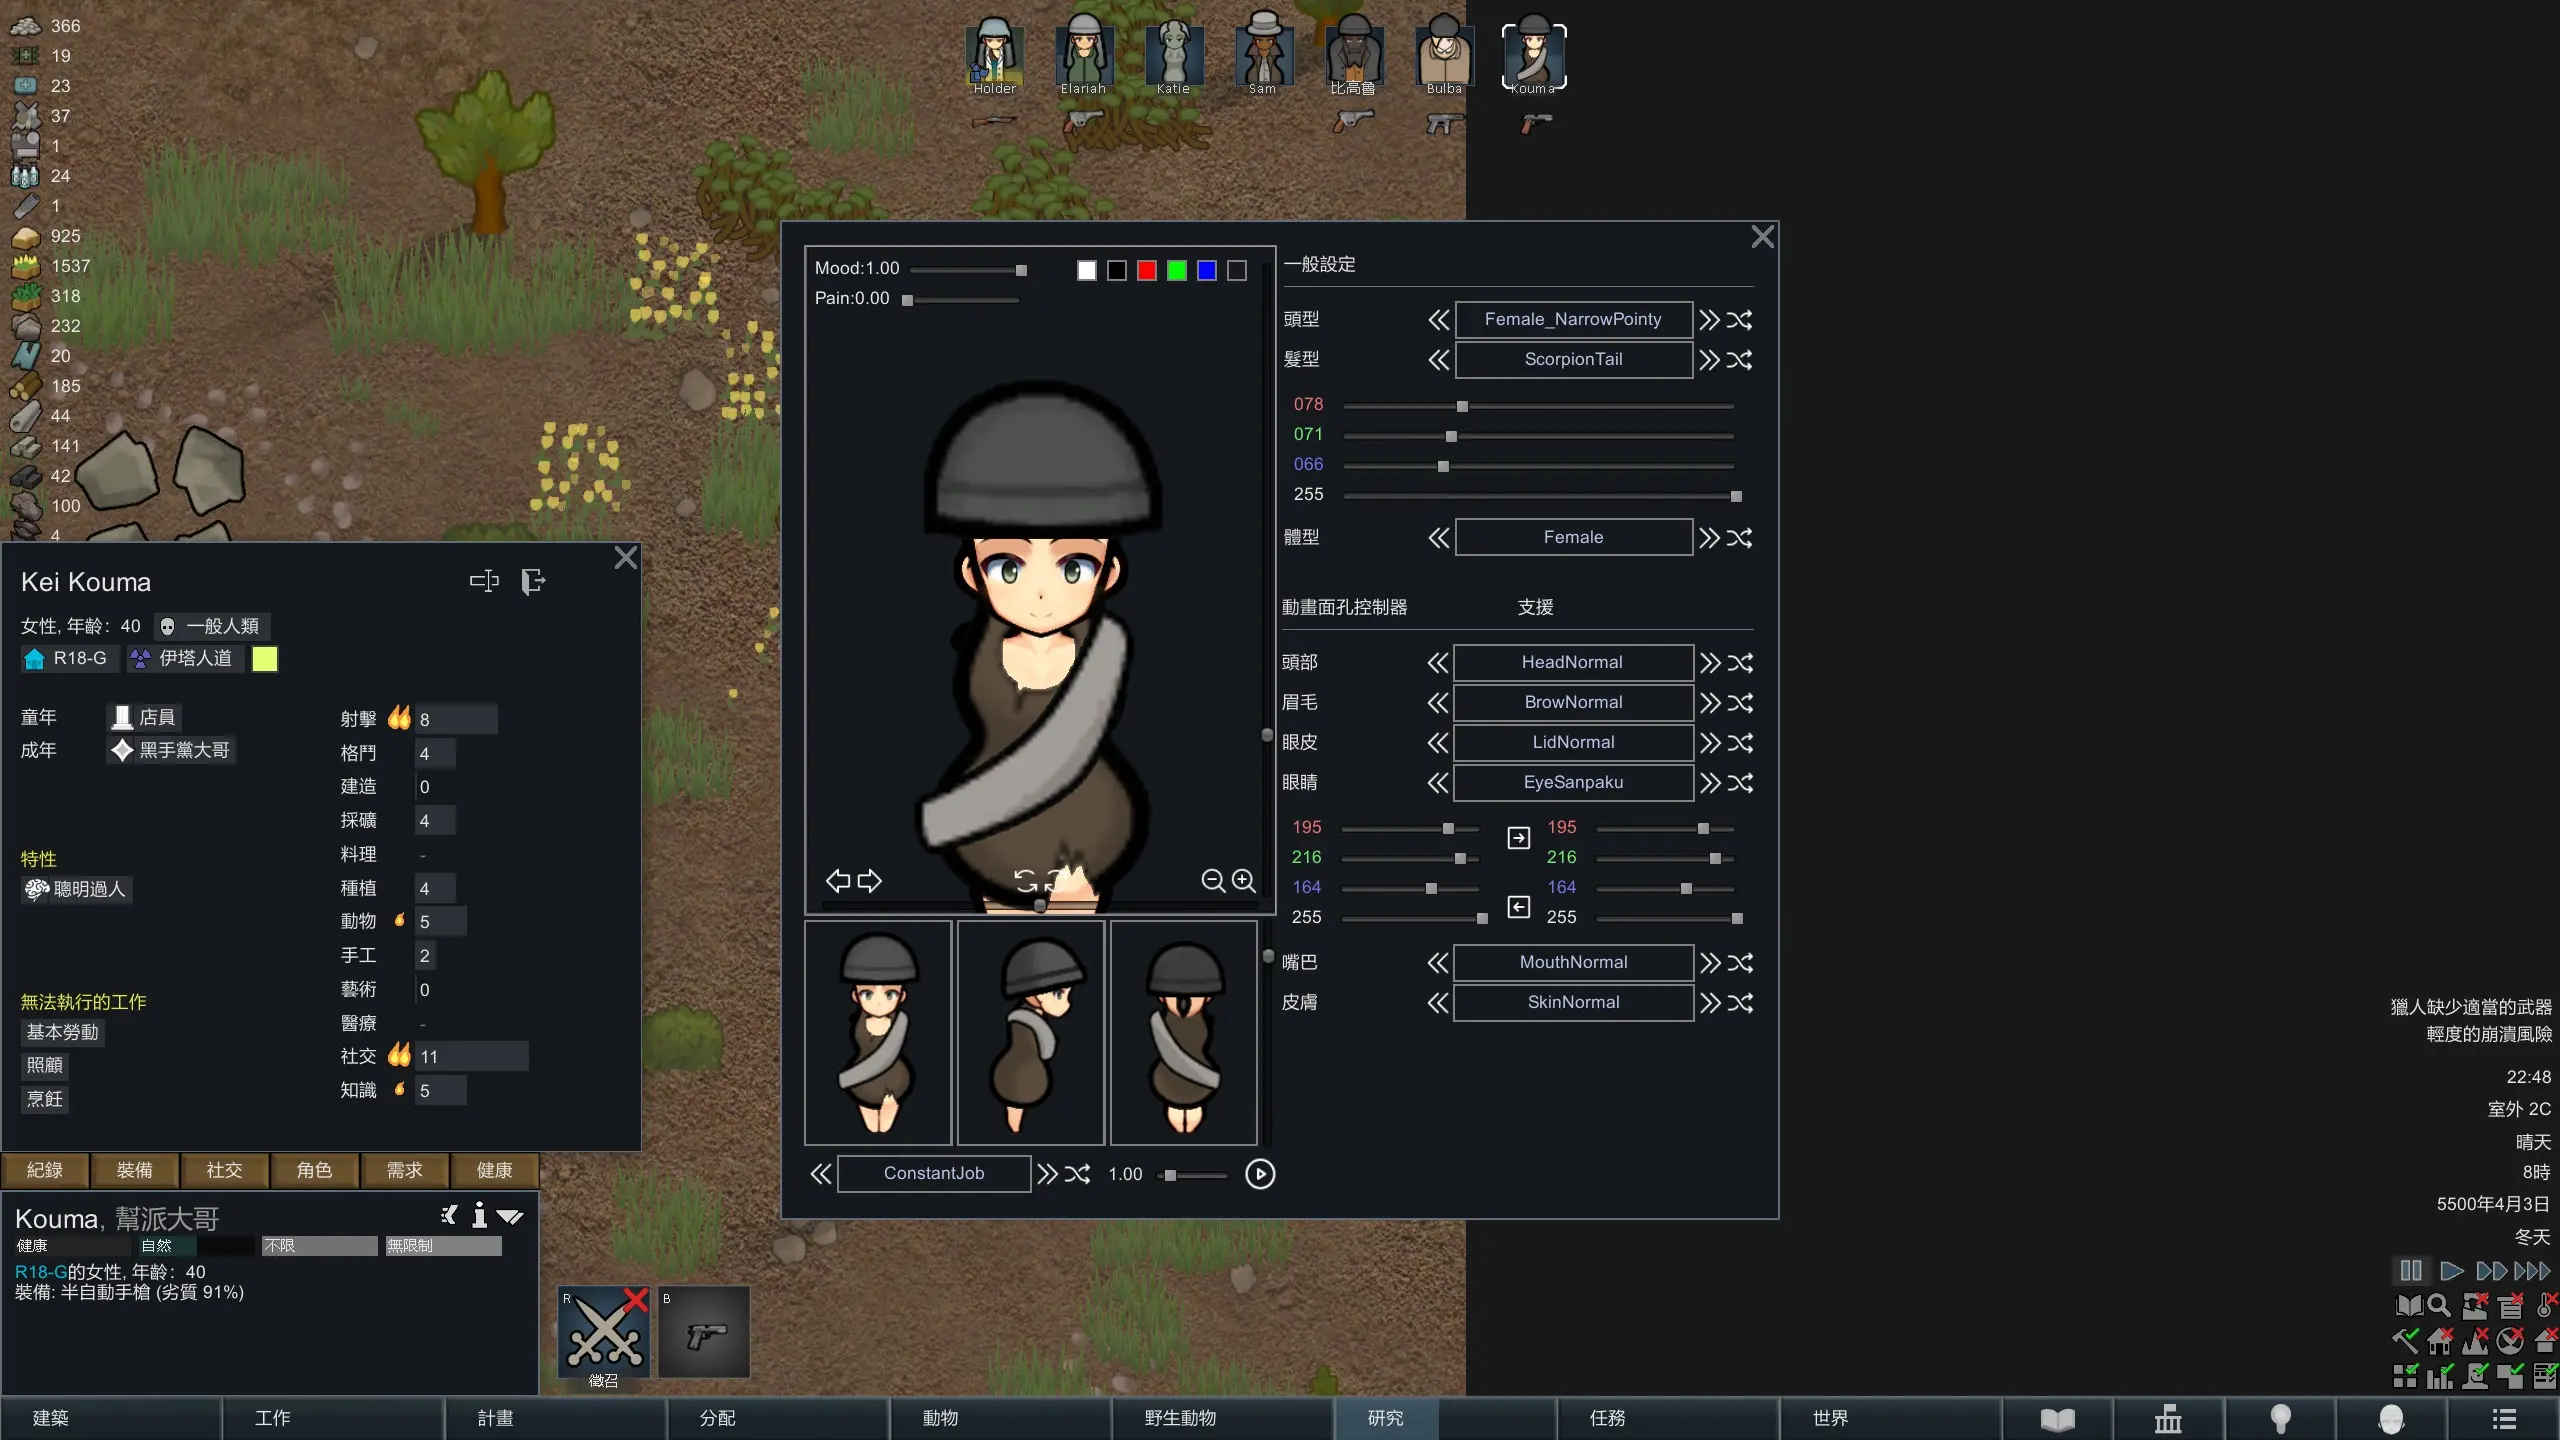 366
19
23
37
1
24
1
925
1537
318
232
20
185
44
141
42
100
4
Holder
Elariah
Katie
Sam
比高魯
Bulba
Kouma
Mood:1.00
Pain:0.00
一般設定
頭型 Female_NarrowPointy
髮型 ScorpionTail
078
071
066
255
體型 Female
動畫面孔控制器 支援
頭部 HeadNormal
眉毛 BrowNormal
眼皮 LidNormal
眼睛 EyeSanpaku
195 195
216 216
164 164
255 255
嘴巴 MouthNormal
皮膚 SkinNormal
ConstantJob 1.00
Kei Kouma
女性, 年齡: 40 一般人類
R18-G 伊塔人道
童年 店員
成年 黑手黨大哥
特性
聰明過人
無法執行的工作
基本勞動
照顧
烹飪
射擊 8
格鬥 4
建造 0
採礦 4
料理 -
種植 4
動物 5
手工 2
藝術 0
醫療 -
社交 11
知識 5
紀錄 裝備 社交 角色 需求 健康
Kouma, 幫派大哥
健康 自然 不限 無限制
R18-G的女性, 年齡: 40
裝備: 半自動手槍 (劣質 91%)
R
B
徵召
獵人缺少適當的武器
輕度的崩潰風險
22:48
室外 2C
晴天
8時
5500年4月3日
冬天
建築 工作 計畫 分配 動物 野生動物 研究 任務 世界